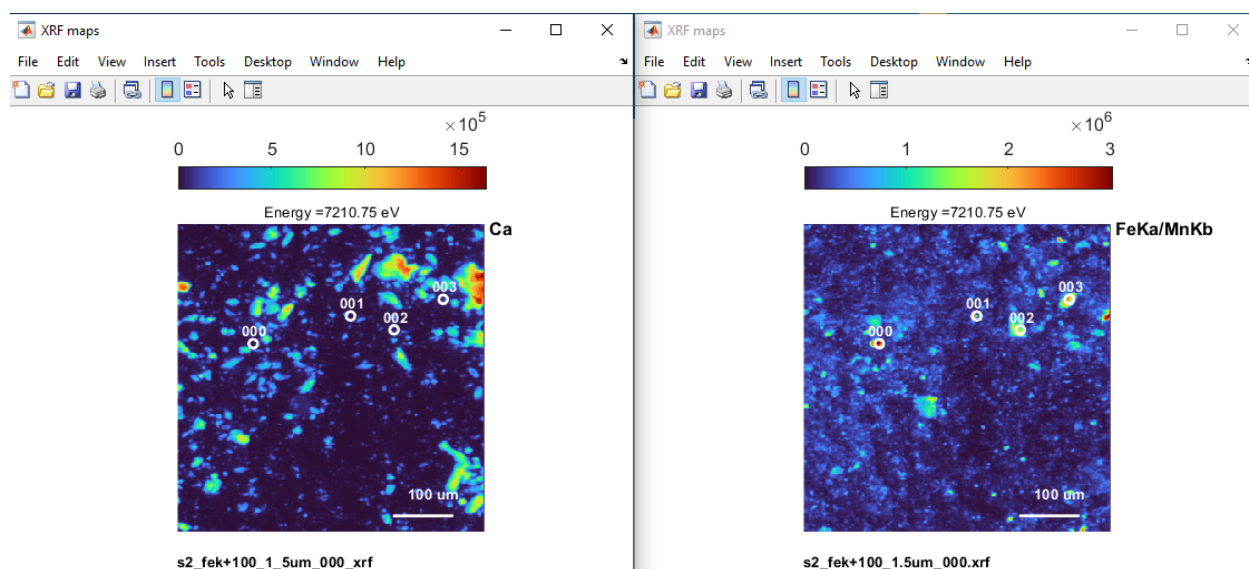 XRF maps
File Edit View Insert Tools Desktop Window Help
×10^5
0 5 10 15
Energy =7210.75 eV
Ca
003
001
002
000
100 um
s2_fek+100_1_5um_000_xrf
XRF maps
File Edit View Insert Tools Desktop Window Help
×10^6
0 1 2 3
Energy =7210.75 eV
FeKa/MnKb
003
001
002
000
100 um
s2_fek+100_1.5um_000.xrf